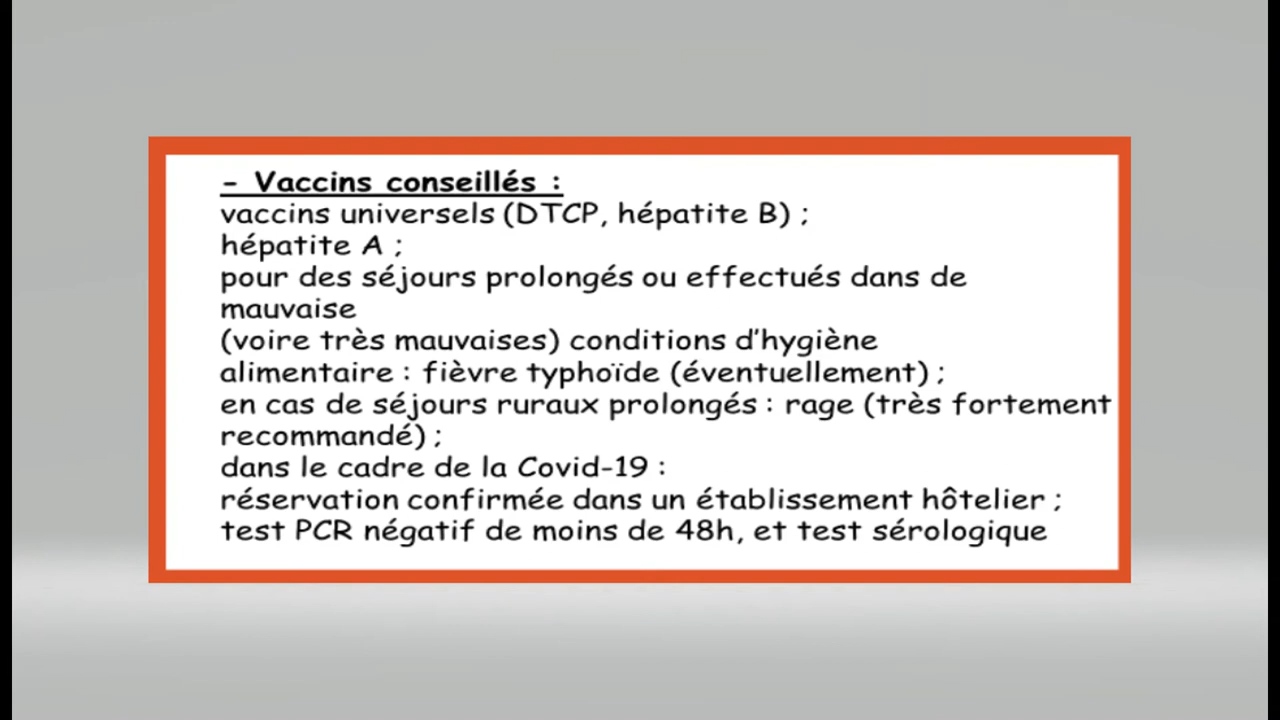 - Vaccins conseillés :
vaccins universels (DTCP, hépatite B) ;
hépatite A ;
pour des séjours prolongés ou effectués dans de
mauvaise
(voire très mauvaises) conditions d'hygiène
alimentaire : fièvre typhoïde (éventuellement) ;
en cas de séjours ruraux prolongés : rage (très fortement
recommandé) ;
dans le cadre de la Covid-19 :
réservation confirmée dans un établissement hôtelier ;
test PCR négatif de moins de 48h, et test sérologique